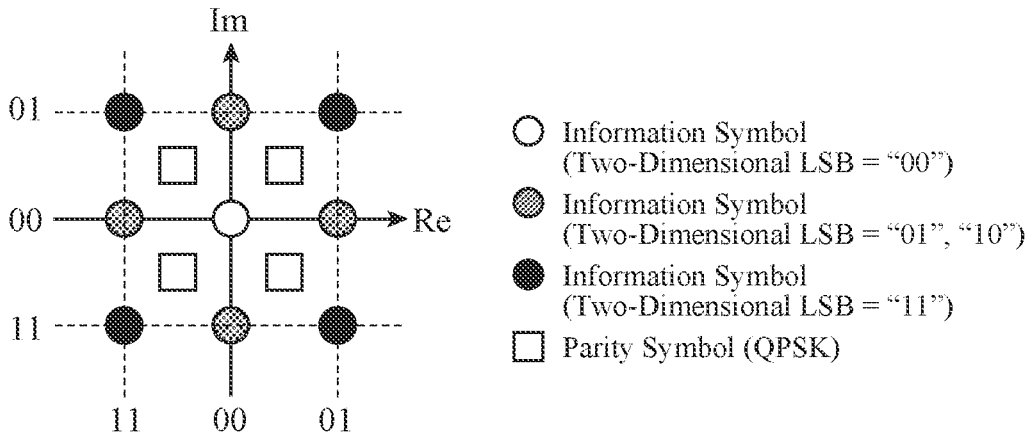 Im
01
00
Re
11
11
00
01
Information Symbol
(Two-Dimensional LSB = “00”)
Information Symbol
(Two-Dimensional LSB = “01”, “10”)
Information Symbol
(Two-Dimensional LSB = “11”)
Parity Symbol (QPSK)